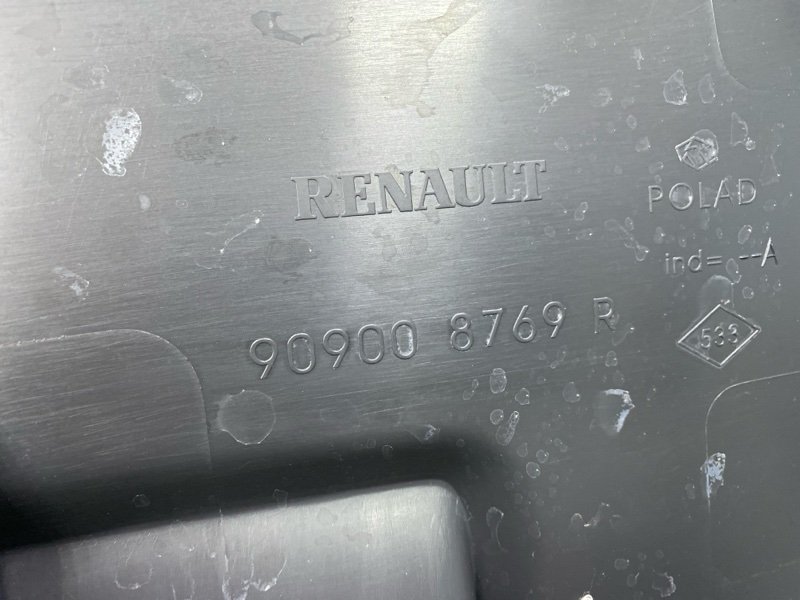 RENAULT
POLAD
ind= --A
90900 8769 R
533